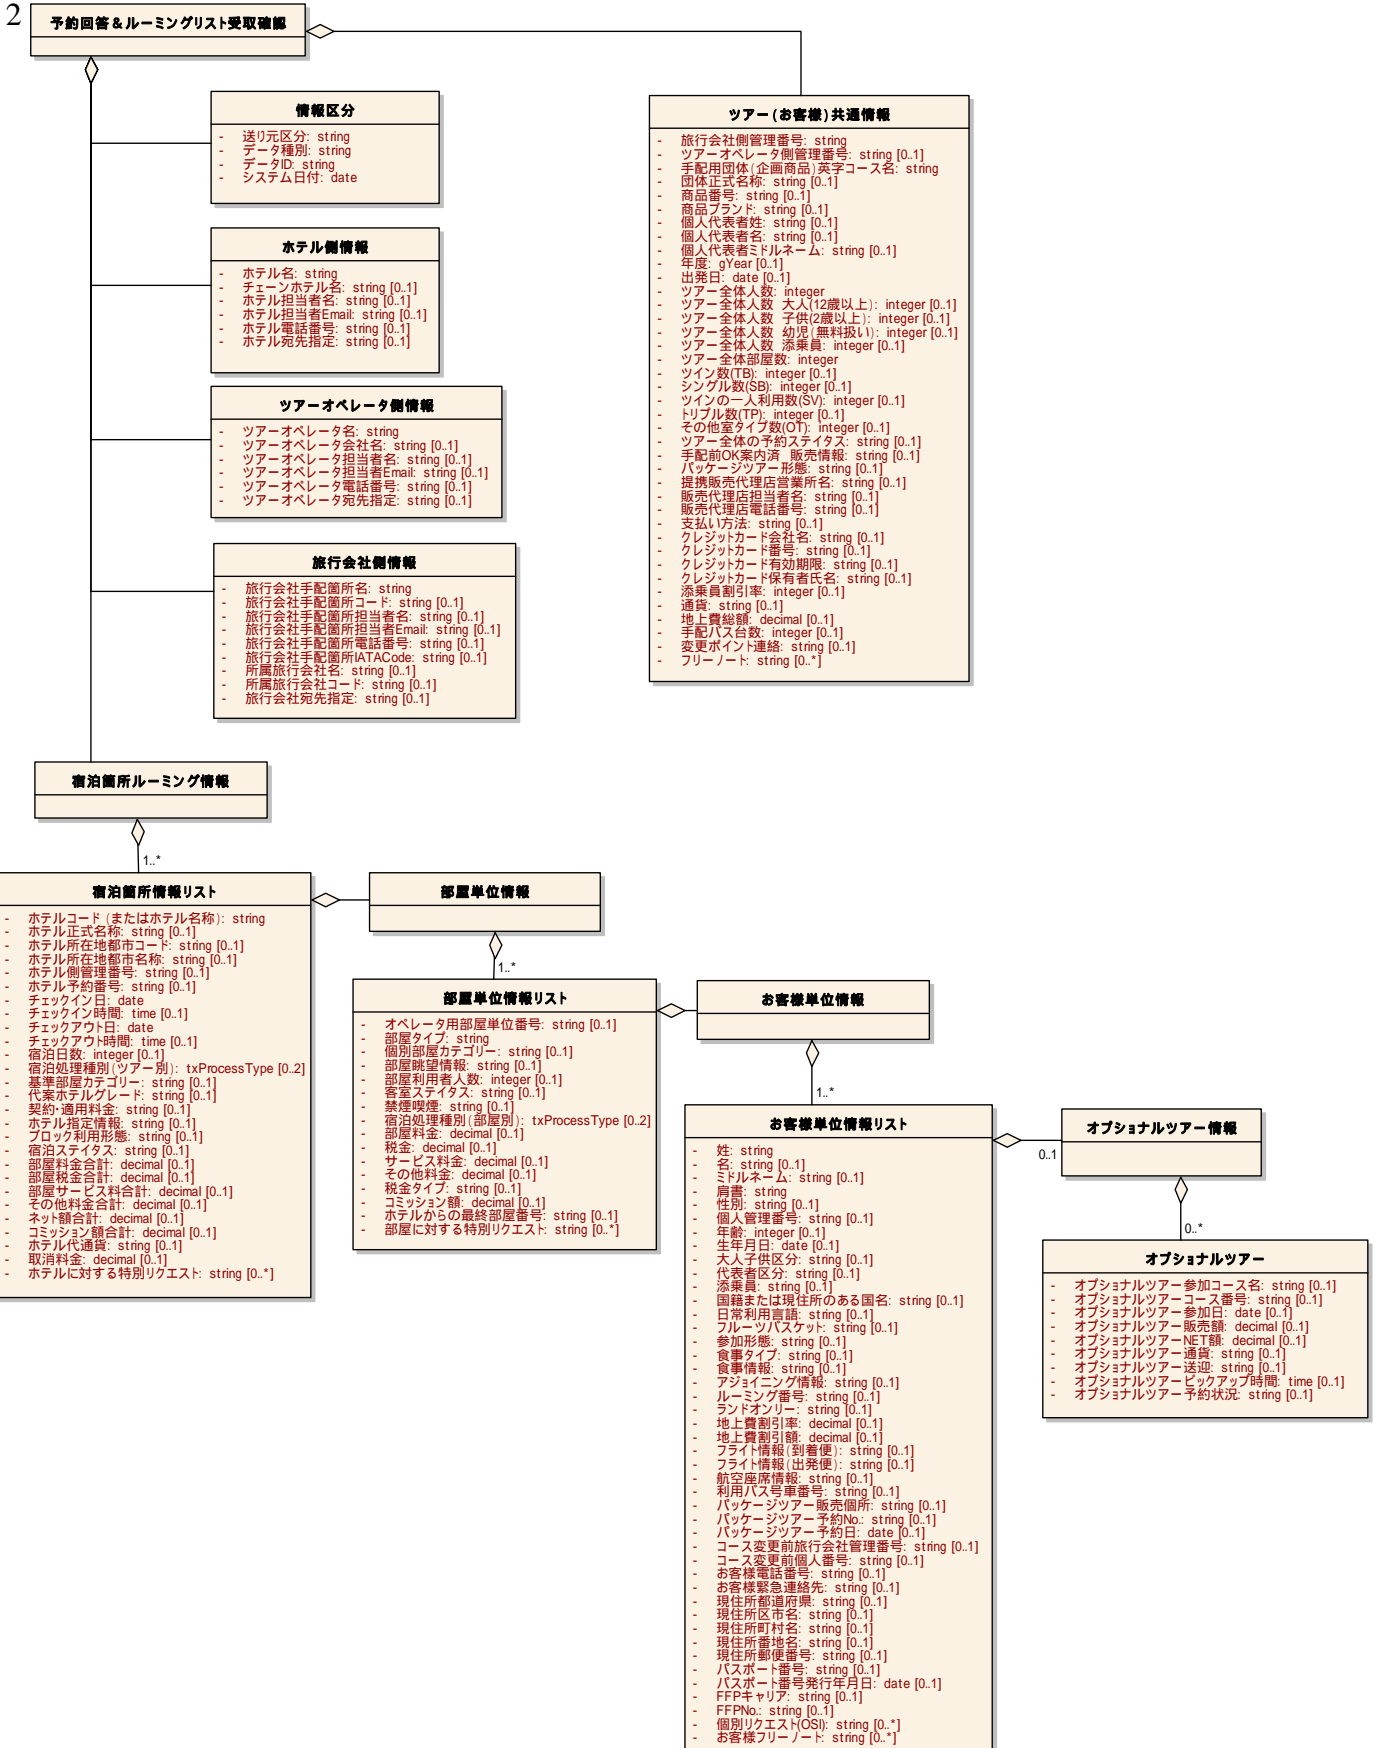 2
予約回答＆ルーミングリスト受取確認
情報区分
- 送り元区分: string
- データ種別: string
- データID: string
- システム日付: date
ホテル側情報
- ホテル名: string
- チェーンホテル名: string [0..1]
- ホテル担当者名: string [0..1]
- ホテル担当者Email: string [0..1]
- ホテル電話番号: string [0..1]
- ホテル宛先指定: string [0..1]
ツアーオペレータ側情報
- ツアーオペレータ名: string
- ツアーオペレータ会社名: string [0..1]
- ツアーオペレータ担当者名: string [0..1]
- ツアーオペレータ担当者Email: string [0..1]
- ツアーオペレータ電話番号: string [0..1]
- ツアーオペレータ宛先指定: string [0..1]
旅行会社側情報
- 旅行会社手配箇所名: string
- 旅行会社手配箇所コード: string [0..1]
- 旅行会社手配箇所担当者名: string [0..1]
- 旅行会社手配箇所担当者Email: string [0..1]
- 旅行会社手配箇所電話番号: string [0..1]
- 旅行会社手配箇所IATACode: string [0..1]
- 所属旅行会社名: string [0..1]
- 所属旅行会社コード: string [0..1]
- 旅行会社宛先指定: string [0..1]
ツアー(お客様)共通情報
- 旅行会社側管理番号: string
- ツアーオペレータ側管理番号: string [0..1]
- 手配用団体(企画商品)英字コース名: string
- 団体正式名称: string [0..1]
- 商品番号: string [0..1]
- 商品ブランド: string [0..1]
- 個人代表者姓: string [0..1]
- 個人代表者名: string [0..1]
- 個人代表者ミドルネーム: string [0..1]
- 年度: gYear [0..1]
- 出発日: date [0..1]
- ツアー全体人数: integer
- ツアー全体人数 大人(12歳以上): integer [0..1]
- ツアー全体人数 子供(2歳以上): integer [0..1]
- ツアー全体人数 幼児(無料扱い): integer [0..1]
- ツアー全体人数 添乗員: integer [0..1]
- ツアー全体部屋数: integer
- ツイン数(TB): integer [0..1]
- シングル数(SB): integer [0..1]
- ツインの一人利用数(SV): integer [0..1]
- トリプル数(TP): integer [0..1]
- その他室タイプ数(OT): integer [0..1]
- ツアー全体の予約ステイタス: string [0..1]
- 手配前OK案内済 販売情報: string [0..1]
- パッケージツアー形態: string [0..1]
- 提携販売代理店営業所名: string [0..1]
- 販売代理店担当者名: string [0..1]
- 販売代理店電話番号: string [0..1]
- 支払い方法: string [0..1]
- クレジットカード会社名: string [0..1]
- クレジットカード番号: string [0..1]
- クレジットカード有効期限: string [0..1]
- クレジットカード保有者氏名: string [0..1]
- 添乗員割引率: integer [0..1]
- 通貨: string [0..1]
- 地上費総額: decimal [0..1]
- 手配バス台数: integer [0..1]
- 変更ポイント連絡: string [0..1]
- フリーノート: string [0..*]
宿泊箇所ルーミング情報
1..*
宿泊箇所情報リスト
- ホテルコード (またはホテル名称): string
- ホテル正式名称: string [0..1]
- ホテル所在地都市コード: string [0..1]
- ホテル所在地都市名称: string [0..1]
- ホテル側管理番号: string [0..1]
- ホテル予約番号: string [0..1]
- チェックイン日: date
- チェックイン時間: time [0..1]
- チェックアウト日: date
- チェックアウト時間: time [0..1]
- 宿泊日数: integer [0..1]
- 宿泊処理種別(ツアー別): txProcessType [0..2]
- 基準部屋カテゴリー: string [0..1]
- 代案ホテルグレード: string [0..1]
- 契約・適用料金: string [0..1]
- ホテル指定情報: string [0..1]
- ブロック利用形態: string [0..1]
- 宿泊ステイタス: string [0..1]
- 部屋料金合計: decimal [0..1]
- 部屋税金合計: decimal [0..1]
- 部屋サービス料合計: decimal [0..1]
- その他料金合計: decimal [0..1]
- ネット額合計: decimal [0..1]
- コミッション額合計: decimal [0..1]
- ホテル代通貨: string [0..1]
- 取消料金: decimal [0..1]
- ホテルに対する特別リクエスト: string [0..*]
部屋単位情報
1..*
部屋単位情報リスト
- オペレータ用部屋単位番号: string [0..1]
- 部屋タイプ: string
- 個別部屋カテゴリー: string [0..1]
- 部屋眺望情報: string [0..1]
- 部屋利用者人数: integer [0..1]
- 客室ステイタス: string [0..1]
- 禁煙喫煙: string [0..1]
- 宿泊処理種別(部屋別): txProcessType [0..2]
- 部屋料金: decimal [0..1]
- 税金: decimal [0..1]
- サービス料金: decimal [0..1]
- その他料金: decimal [0..1]
- 税金タイプ: string [0..1]
- コミッション額: decimal [0..1]
- ホテルからの最終部屋番号: string [0..1]
- 部屋に対する特別リクエスト: string [0..*]
お客様単位情報
1..*
お客様単位情報リスト
- 姓: string
- 名: string [0..1]
- ミドルネーム: string [0..1]
- 肩書: string
- 性別: string [0..1]
- 個人管理番号: string [0..1]
- 年齢: integer [0..1]
- 生年月日: date [0..1]
- 大人子供区分: string [0..1]
- 代表者区分: string [0..1]
- 添乗員: string [0..1]
- 国籍または現住所のある国名: string [0..1]
- 日常利用言語: string [0..1]
- フルーツバスケット: string [0..1]
- 参加形態: string [0..1]
- 食事タイプ: string [0..1]
- 食事情報: string [0..1]
- アジョイニング情報: string [0..1]
- ルーミング番号: string [0..1]
- ランドオンリー: string [0..1]
- 地上費割引率: decimal [0..1]
- 地上費割引額: decimal [0..1]
- フライト情報(到着便): string [0..1]
- フライト情報(出発便): string [0..1]
- 航空座席情報: string [0..1]
- 利用バス号車番号: string [0..1]
- パッケージツアー販売個所: string [0..1]
- パッケージツアー予約No.: string [0..1]
- パッケージツアー予約日: date [0..1]
- コース変更前旅行会社管理番号: string [0..1]
- コース変更前個人番号: string [0..1]
- お客様電話番号: string [0..1]
- お客様緊急連絡先: string [0..1]
- 現住所都道府県: string [0..1]
- 現住所区市名: string [0..1]
- 現住所町村名: string [0..1]
- 現住所番地名: string [0..1]
- 現住所郵便番号: string [0..1]
- パスポート番号: string [0..1]
- パスポート番号発行年月日: date [0..1]
- FFPキャリア: string [0..1]
- FFPNo.: string [0..1]
- 個別リクエスト(OSI): string [0..*]
- お客様フリーノート: string [0..*]
オプショナルツアー情報
0..1
0..*
オプショナルツアー
- オプショナルツアー参加コース名: string [0..1]
- オプショナルツアーコース番号: string [0..1]
- オプショナルツアー参加日: date [0..1]
- オプショナルツアー販売額: decimal [0..1]
- オプショナルツアーNET額: decimal [0..1]
- オプショナルツアー通貨: string [0..1]
- オプショナルツアー送迎: string [0..1]
- オプショナルツアーピックアップ時間: time [0..1]
- オプショナルツアー予約状況: string [0..1]